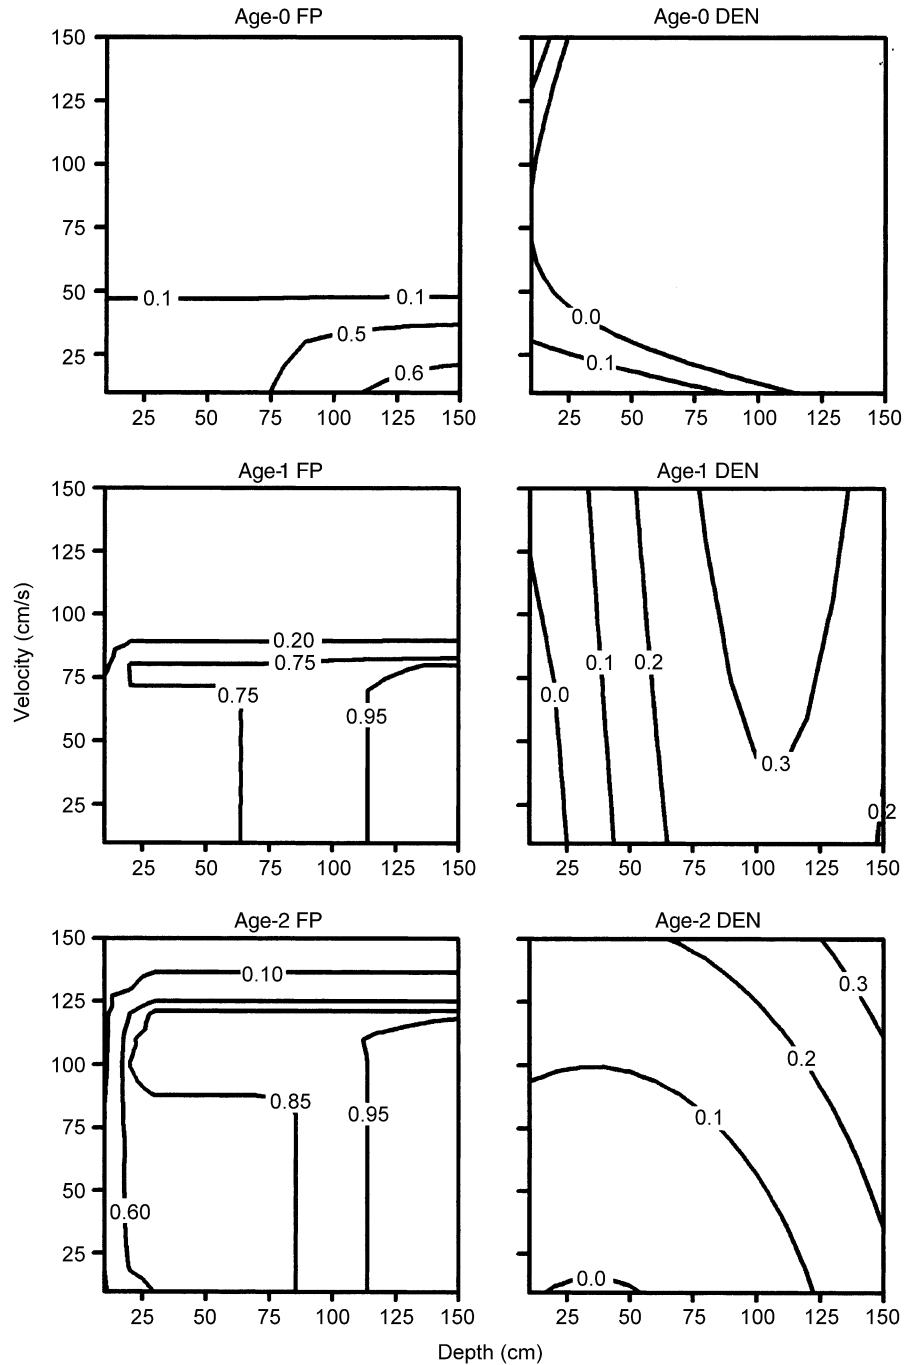 Age-0 FP Age-0 DEN
150
125
100
75
50 0.1 0.1
0.0
0.5
25 0.6 0.1
25 50 75 100 125 150 25 50 75 100 125 150
Age-1 FP Age-1 DEN
150
125
100
0.20
75 0.75 0.1 0.2
0.75 0.0
0.95
50
0.3
25 0.2
25 50 75 100 125 150 25 50 75 100 125 150
Velocity (cm/s)
Age-2 FP Age-2 DEN
150
0.10 0.3
125
100 0.2
0.85
75 0.95 0.1
50
0.60
25
0.0
25 50 75 100 125 150 25 50 75 100 125 150
Depth (cm)